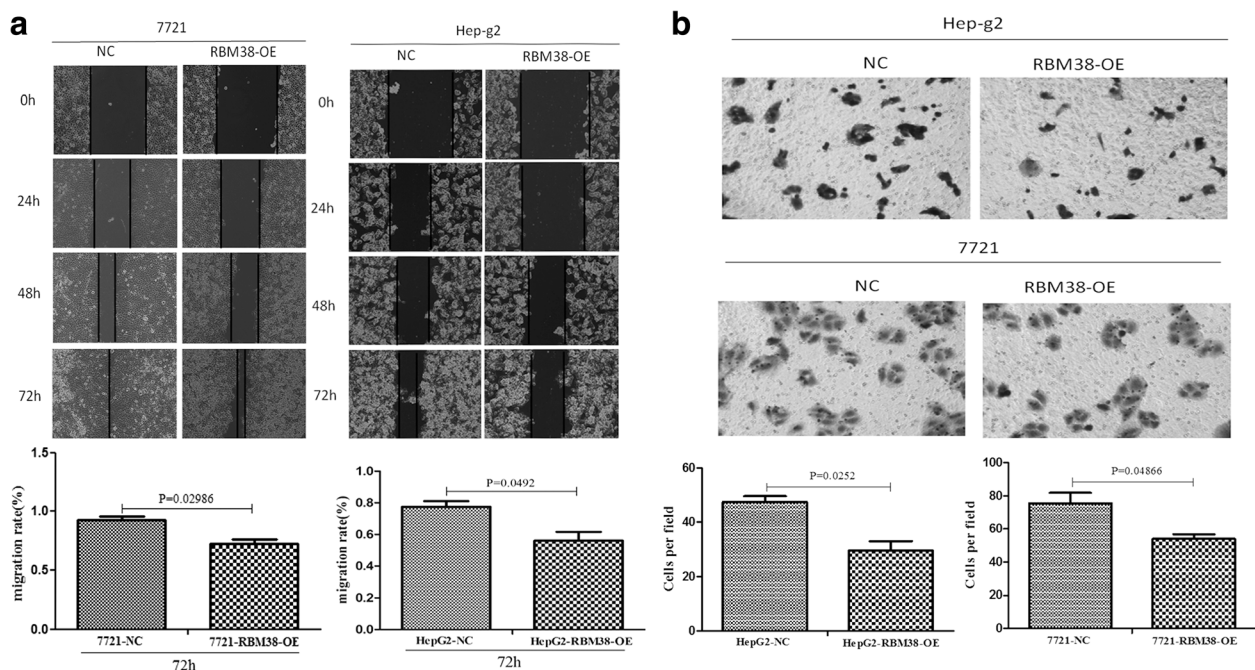 a
7721
NC RBM38-OE
0h
24h
48h
72h
Hep-g2
NC RBM38-OE
0h
24h
48h
72h
1.5
1.0
0.5
0.0
migration rate(%)
P=0.02986
7721-NC 7721-RBM38-OE
72h
1.0
0.8
0.6
0.4
0.2
0.0
migration rate(%)
P=0.0492
HepG2-NC HepG2-RBM38-OE
72h
b
Hep-g2
NC RBM38-OE
7721
NC RBM38-OE
60
40
20
0
Cells per field
P=0.0252
HepG2-NC HepG2-RBM38-OE
100
80
60
40
20
0
Cells per field
P=0.04866
7721-NC 7721-RBM38-OE